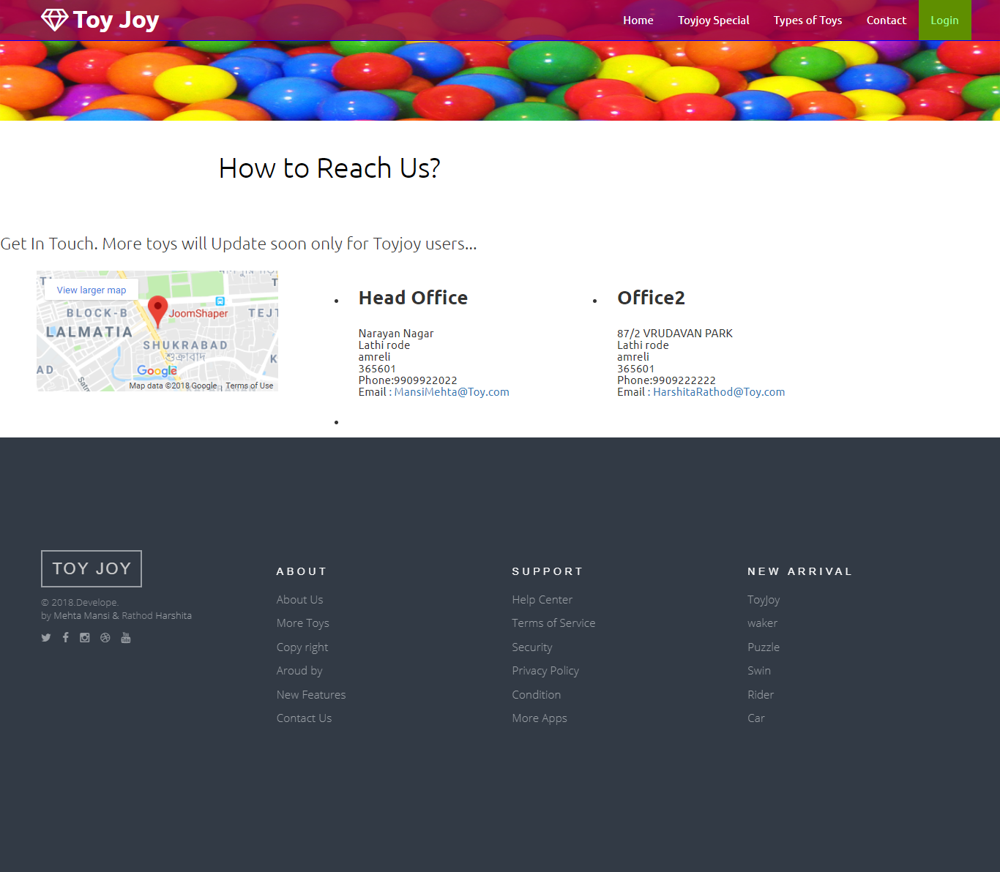 Toy Joy
Home
Toyjoy Special
Types of Toys
Contact
Login
How to Reach Us?
Get In Touch. More toys will Update soon only for Toyjoy users...
View larger map
BLOCK-B
LALMATIA
JoomShaper
TEJT
SHUKRABAD
AD
K
Google
Map data ©2018 Google
Terms of Use
Head Office
Narayan Nagar
Lathi rode
amreli
365601
Phone:9909922022
Email : MansiMehta@Toy.com
Office2
87/2 VRUDAVAN PARK
Lathi rode
amreli
365601
Phone:9909222222
Email : HarshitaRathod@Toy.com
TOY JOY
© 2018.Develope.
by Mehta Mansi & Rathod Harshita
ABOUT
About Us
More Toys
Copy right
Aroud by
New Features
Contact Us
SUPPORT
Help Center
Terms of Service
Security
Privacy Policy
Condition
More Apps
NEW ARRIVAL
ToyJoy
waker
Puzzle
Swin
Rider
Car